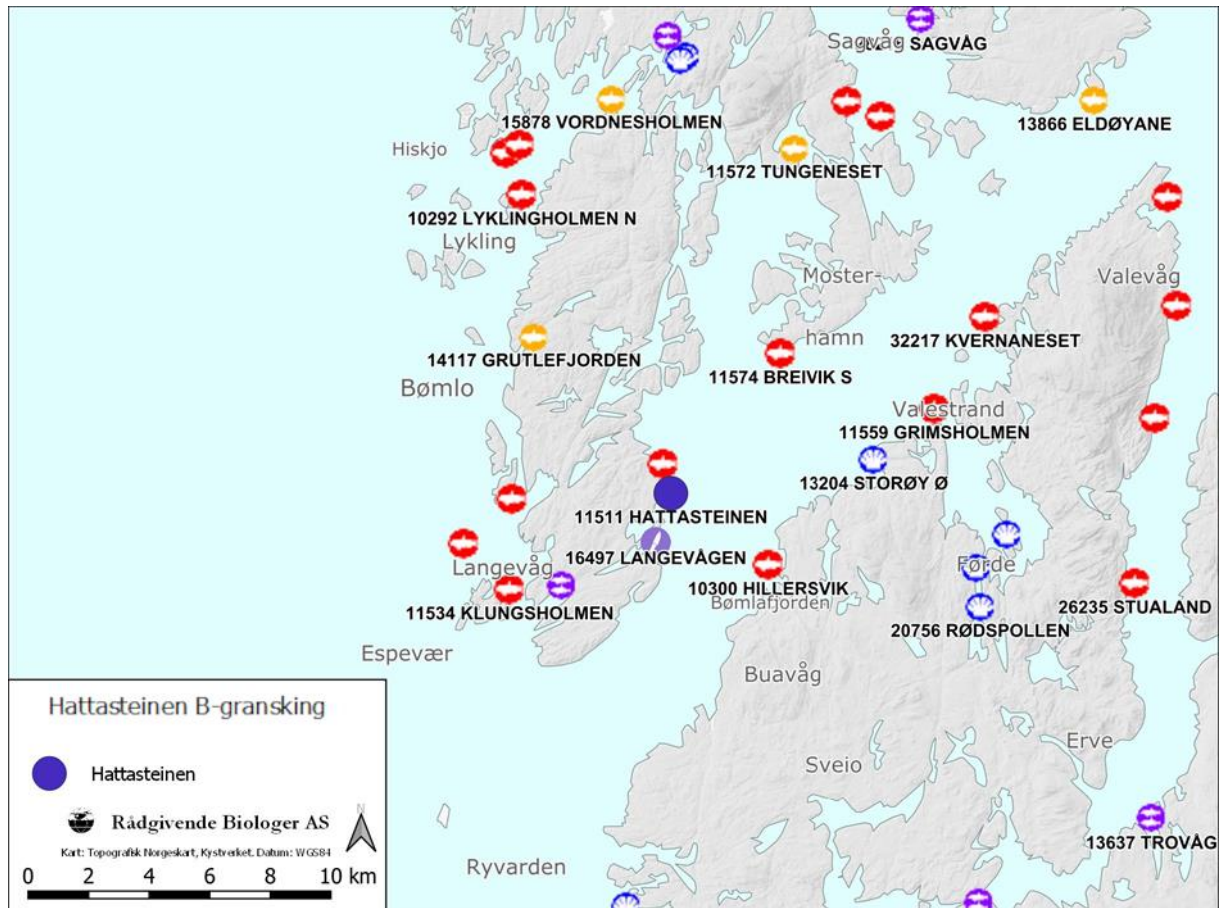 Sagvåg
SAGVÅG
15878 VORDNESHOLMEN
13866 ELDØYANE
Hiskjo
11572 TUNGENESET
10292 LYKLINGHOLMEN N
Lykling
Moster-
Valevåg
hamn
32217 KVERNANESET
14117 GRUTLEFJORDEN
11574 BREIVIK S
Bømlo
Valestrand
11559 GRIMSHOLMEN
13204 STORØY Ø
11511 HATTASTEINEN
16497 LANGEVÅGEN
Langevåg
Førde
10300 HILLERSVIK
11534 KLUNGSHOLMEN
Bømlafjorden
26235 STUALAND
20756 RØDSPOLLEN
Espevær
Buavåg
Hattasteinen B-gransking
Erve
Sveio
Hattasteinen
Rådgivende Biologer AS
N
13637 TROVÅG
Kart: Topografisk Norgeskart, Kystverket. Datum: WGS84
Ryvarden
0 2 4 6 8 10 km